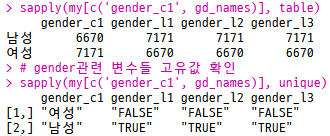 > sapply(my[c('gender_c1', gd_names)], table)
gender_c1 gender_l1 gender_l2 gender_l3
남성 6670 7171 7171 7171
여성 7171 6670 6670 6670
> # gender관련 변수들 고유값 확인
> sapply(my[c('gender_c1', gd_names)], unique)
gender_c1 gender_l1 gender_l2 gender_l3
[1,] "여성" "FALSE" "FALSE" "FALSE"
[2,] "남성" "TRUE" "TRUE" "TRUE"